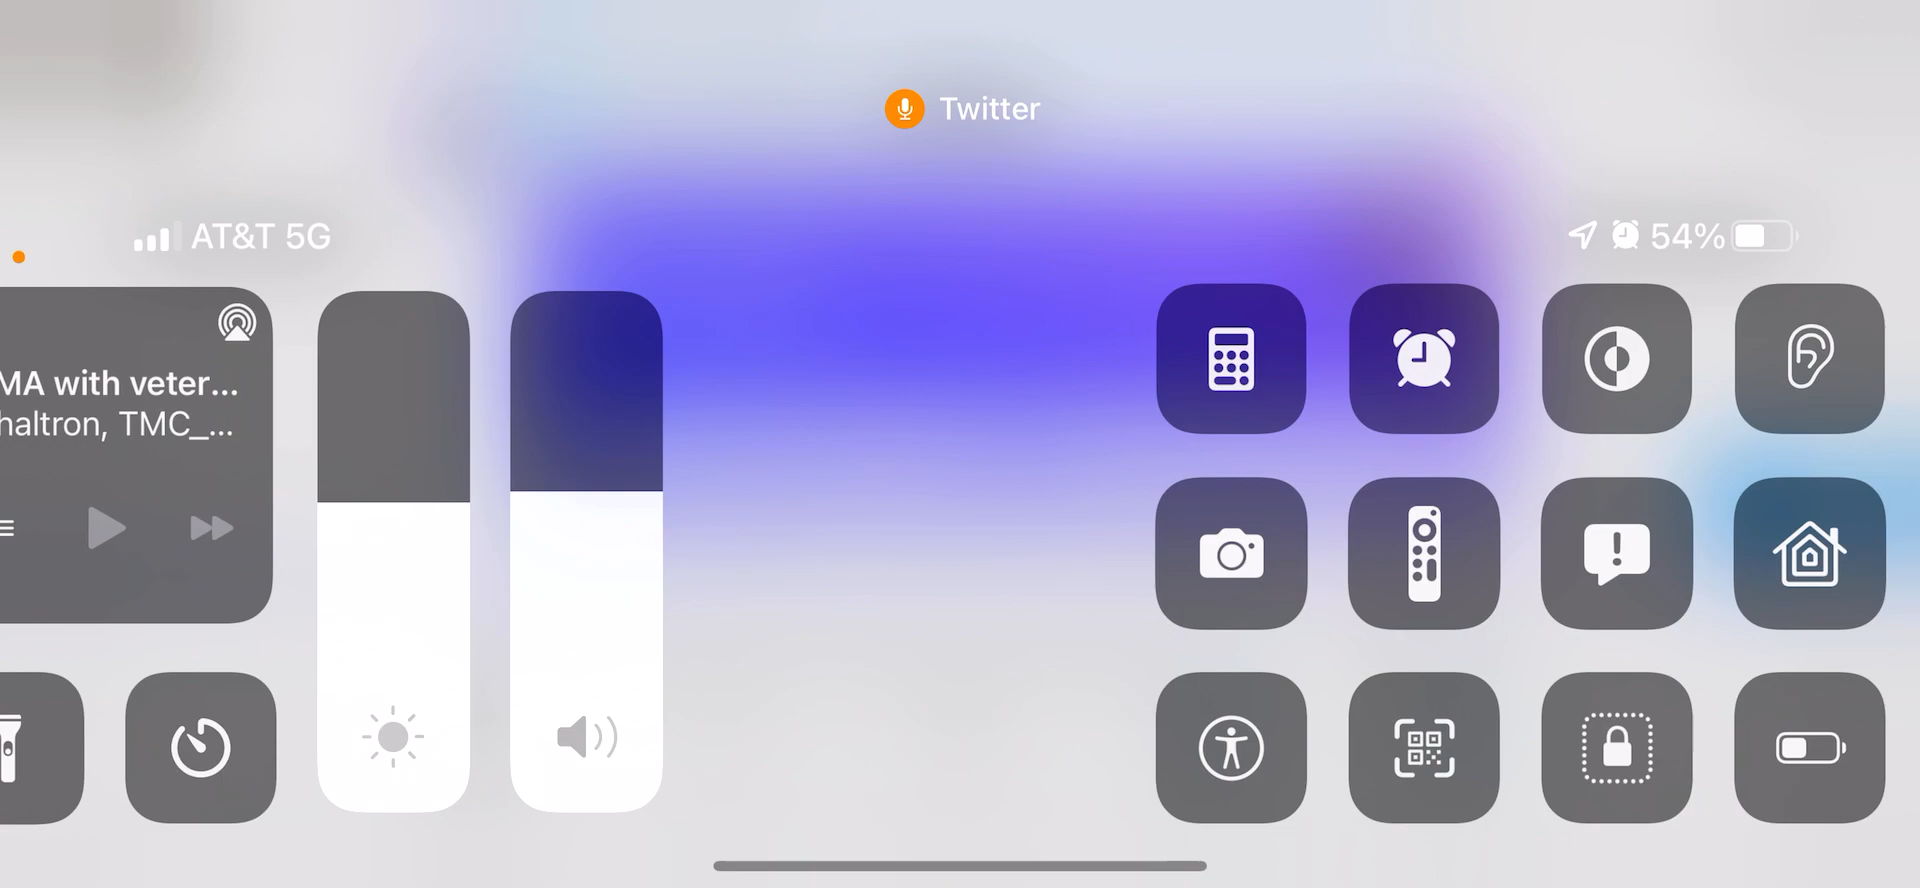 Twitter
AT&T 5G
54%
MA with veter...
haltron, TMC_...